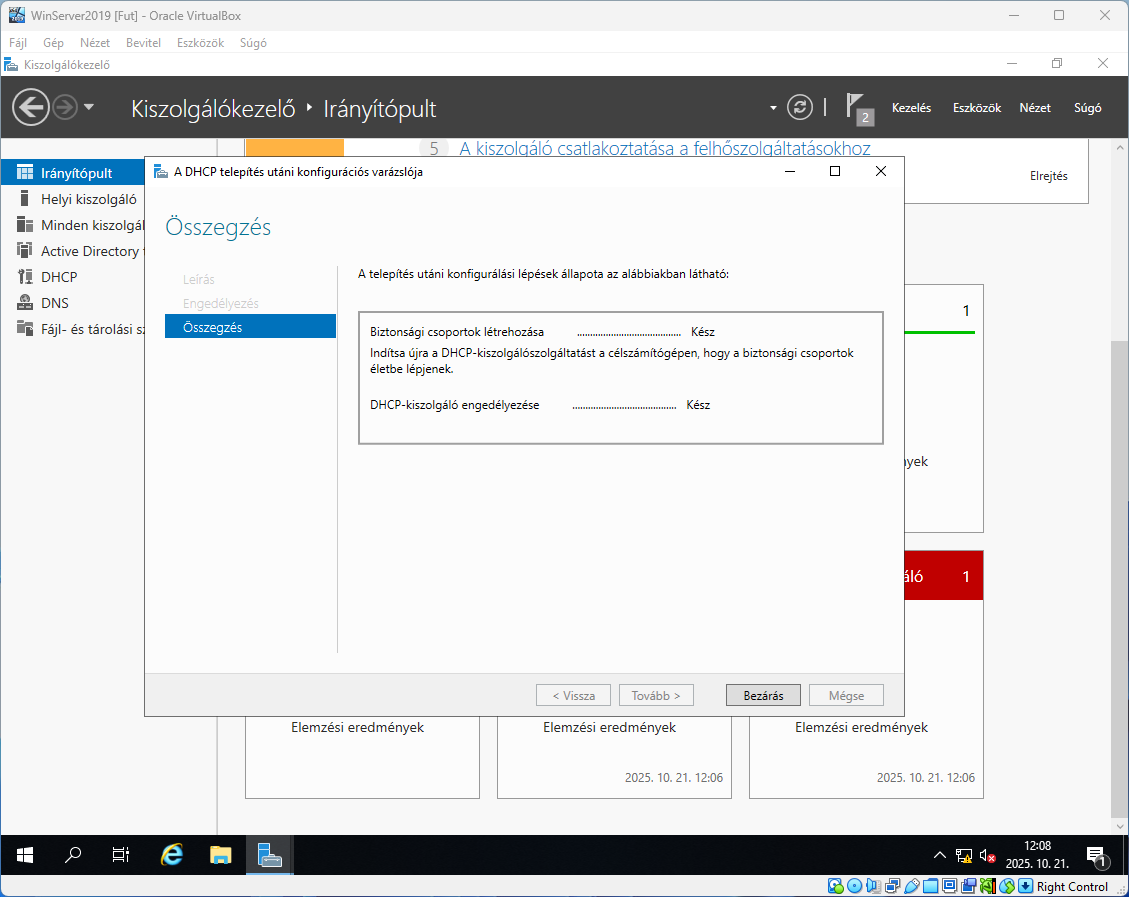 WinServer2019 [Fut] - Oracle VirtualBox
Fájl Gép Nézet Bevitel Eszközök Súgó
Kiszolgálókezelő
Kiszolgálókezelő Irányítópult
2
Kezelés Eszközök Nézet Súgó
5 A kiszolgáló csatlakoztatása a felhőszolgáltatásokhoz
Elrejtés
Irányítópult
Helyi kiszolgáló
Minden kiszolgál
Active Directory
DHCP
DNS
Fájl- és tárolási sz
A DHCP telepítés utáni konfigurációs varázslója
Összegzés
Leírás
Engedélyezés
Összegzés
A telepítés utáni konfigurálási lépések állapota az alábbiakban látható:
Biztonsági csoportok létrehozása ........................................ Kész
Indítsa újra a DHCP-kiszolgálószolgáltatást a célszámítógépen, hogy a biztonsági csoportok
életbe lépjenek.
DHCP-kiszolgáló engedélyezése ........................................ Kész
< Vissza Tovább > Bezárás Mégse
1
nyek
áló 1
Elemzési eredmények Elemzési eredmények Elemzési eredmények
2025. 10. 21. 12:06 2025. 10. 21. 12:06
12:08
2025. 10. 21.
1
Right Control